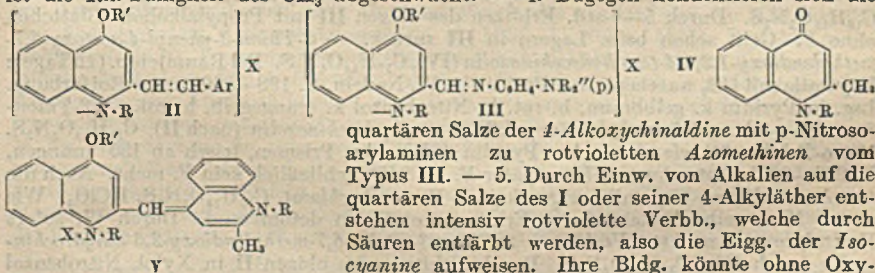 OR'
CH:CH·Ar
—N·R
II
X
OR'
CH:N·C₆H₄·NR₂''(p)
—N·R
III
X
IV
O
CH₃
N·R
OR'
X·N·R
CH
N·R
CH₃
V
quartären Salze der 4-Alkoxychinaldine mit p-Nitroso-
arylaminen zu rotvioletten Azomethinen vom
Typus III. — 5. Durch Einw. von Alkalien auf die
quartären Salze des I oder seiner 4-Alkyläther ent-
stehen intensiv rotviolette Verbb., welche durch
Säuren entfärbt werden, also die Eigg. der Iso-
cyanine aufweisen. Ihre Bldg. könnte ohne Oxy-